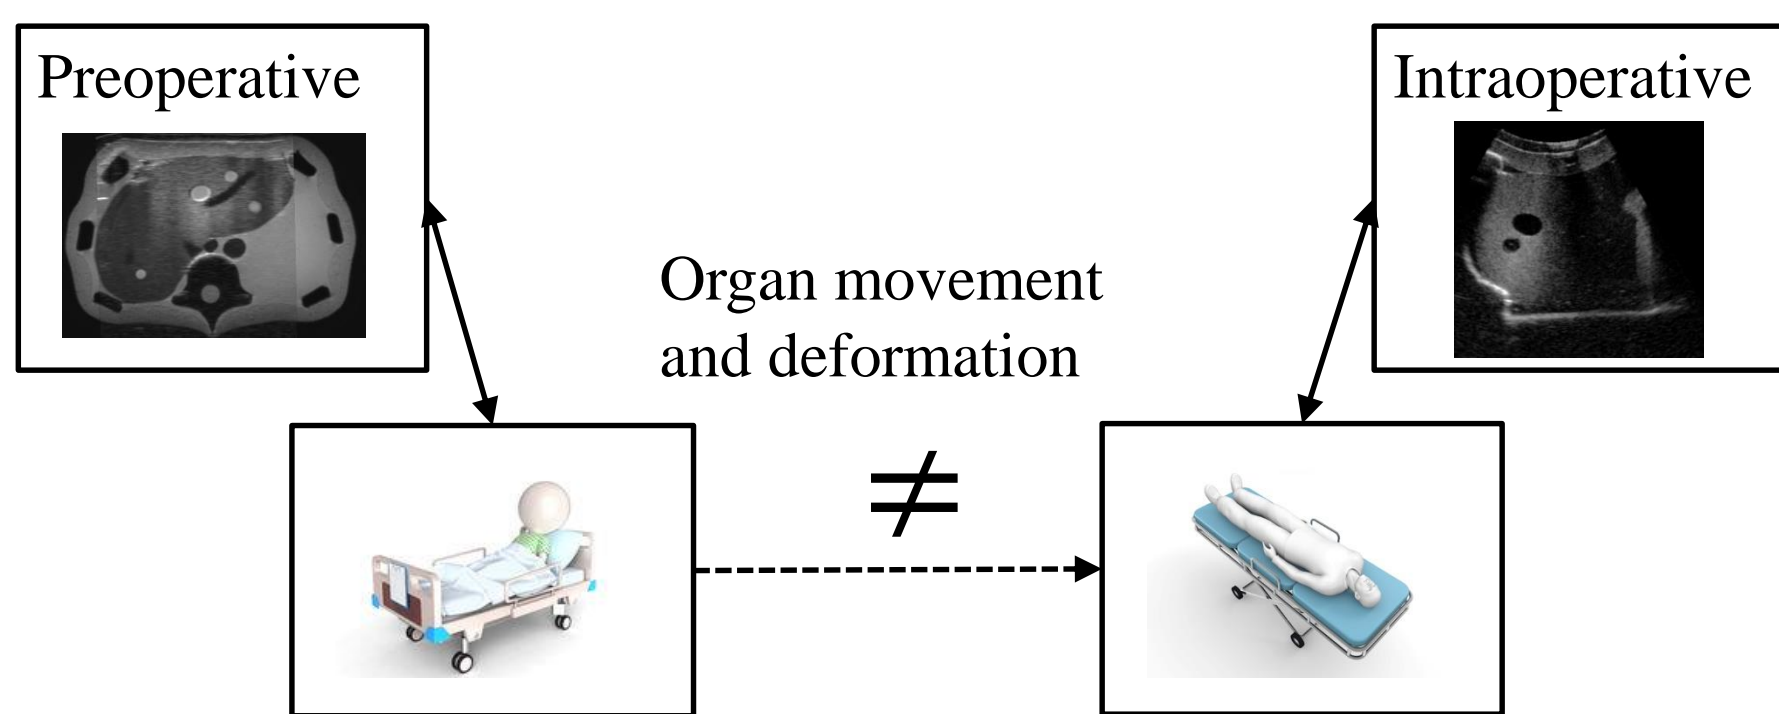 Preoperative
Intraoperative
Organ movement
and deformation
≠